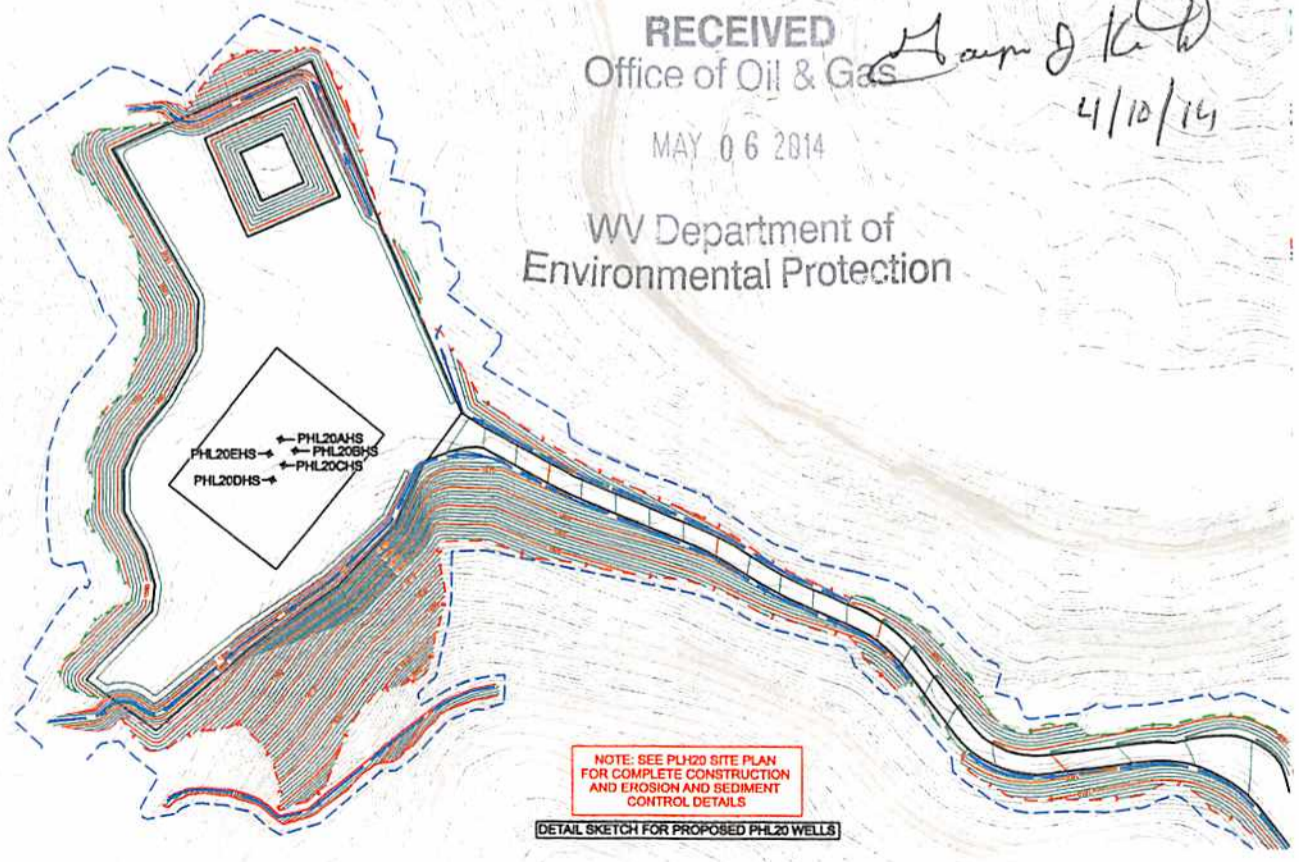 RECEIVED
Office of Oil & Gas
4/10/14
MAY 06 2014
WV Department of
Environmental Protection
PHL20AHS
PHL20EHS
PHL20BHS
PHL20CHS
PHL20DHS
NOTE: SEE PLH20 SITE PLAN
FOR COMPLETE CONSTRUCTION
AND EROSION AND SEDIMENT
CONTROL DETAILS
DETAIL SKETCH FOR PROPOSED PHL20 WELLS